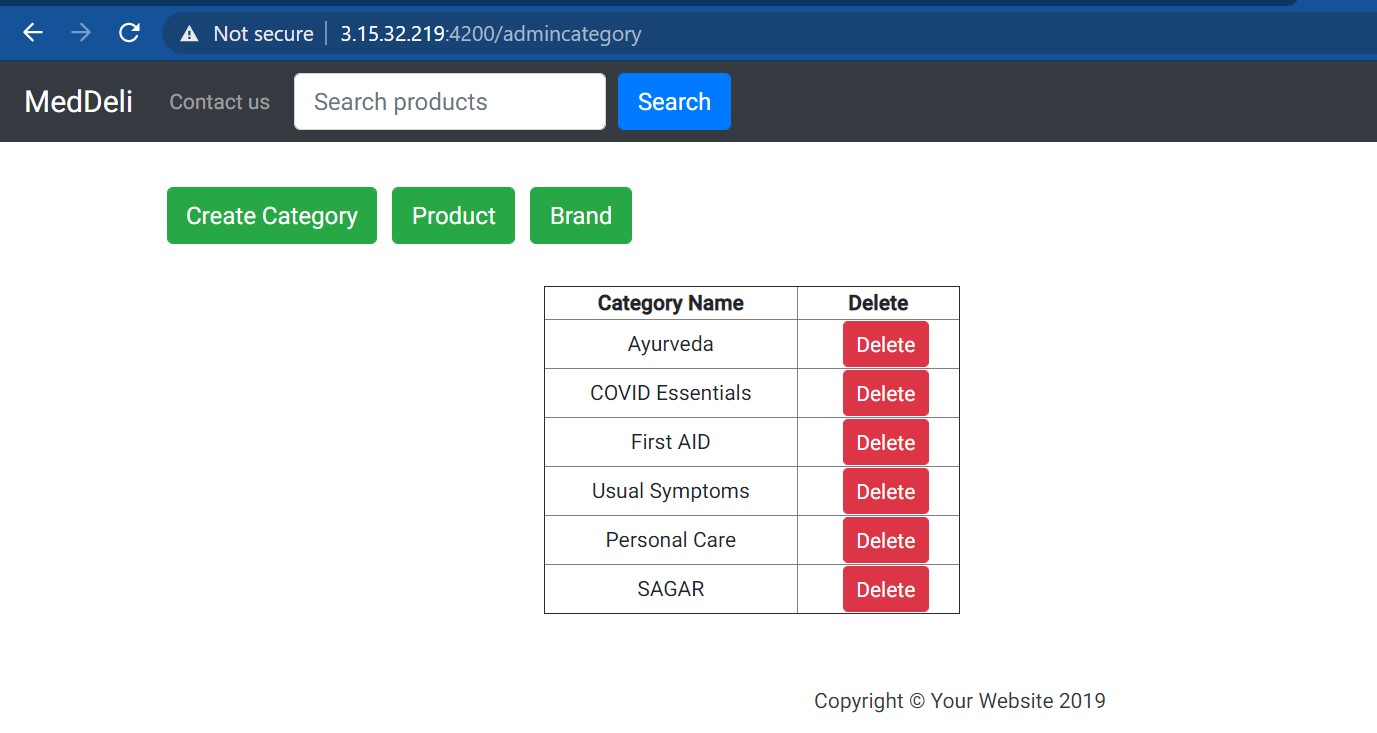 Not secure 3.15.32.219:4200/admincategory
MedDeli Contact us Search products Search
Create Category Product Brand
Category Name Delete
Ayurveda Delete
COVID Essentials Delete
First AID Delete
Usual Symptoms Delete
Personal Care Delete
SAGAR Delete
Copyright © Your Website 2019